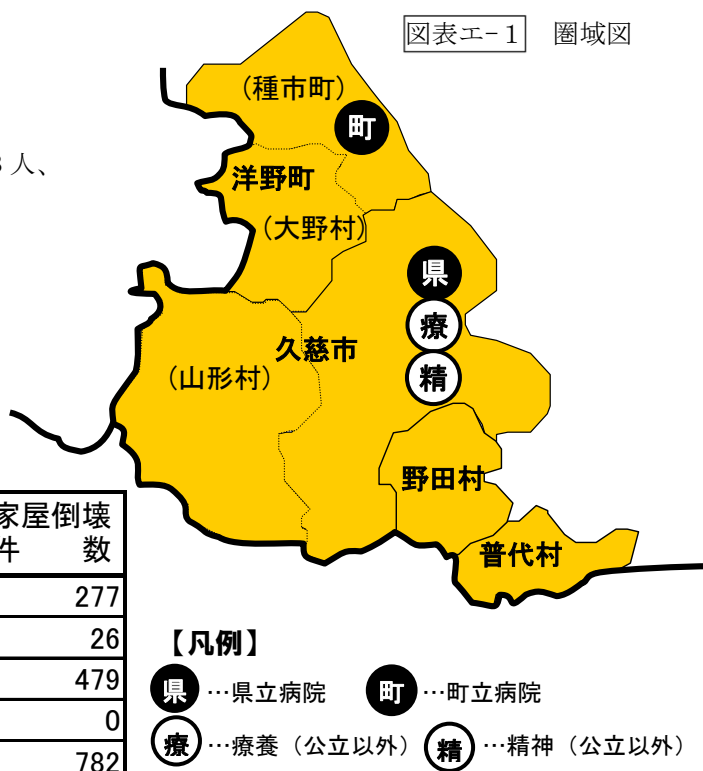 図表エ-1 圏域図
(種市町)
町
人、
洋野町
(大野村)
県
療
久慈市
精
(山形村)
野田村
普代村
家屋倒壊
件 数
277
26
479
0
782
【凡例】
県 …県立病院 町 …町立病院
療 …療養（公立以外） 精 …精神（公立以外）